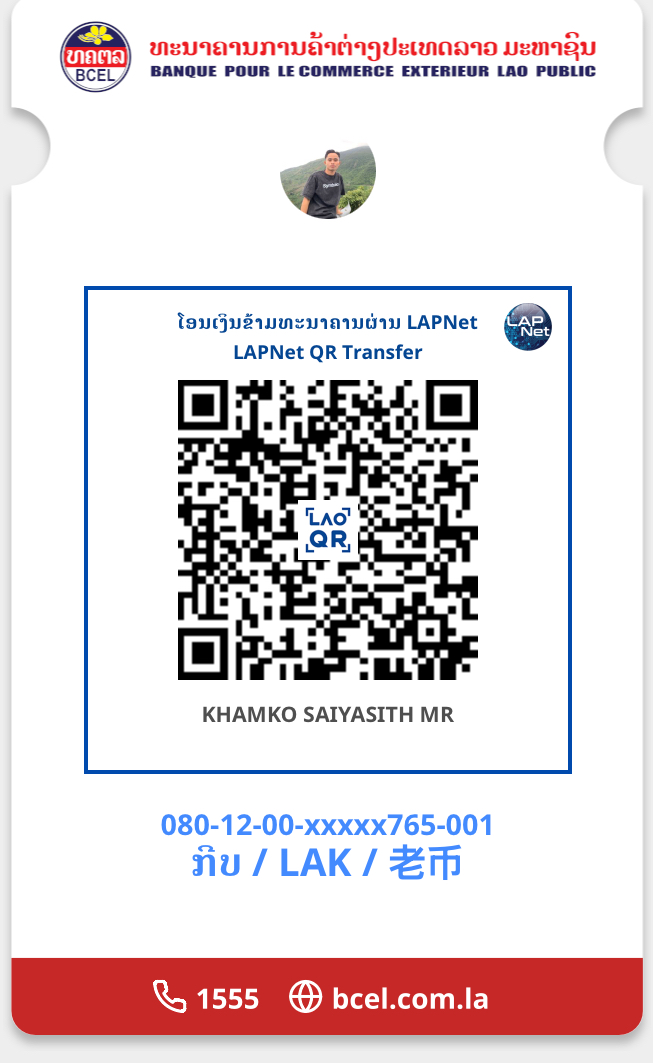 ທຄຕລ
BCEL
ທະນາຄານການຄ້າຕ່າງປະເທດລາວ ມະຫາຊົນ
BANQUE POUR LE COMMERCE EXTERIEUR LAO PUBLIC
ໂອນເງິນຂ້າມທະນາຄານຜ່ານ LAPNet
LAPNet QR Transfer
LAP
Net
LAO
QR
KHAMKO SAIYASITH MR
080-12-00-xxxxx765-001
ກີບ / LAK / 老币
1555 bcel.com.la